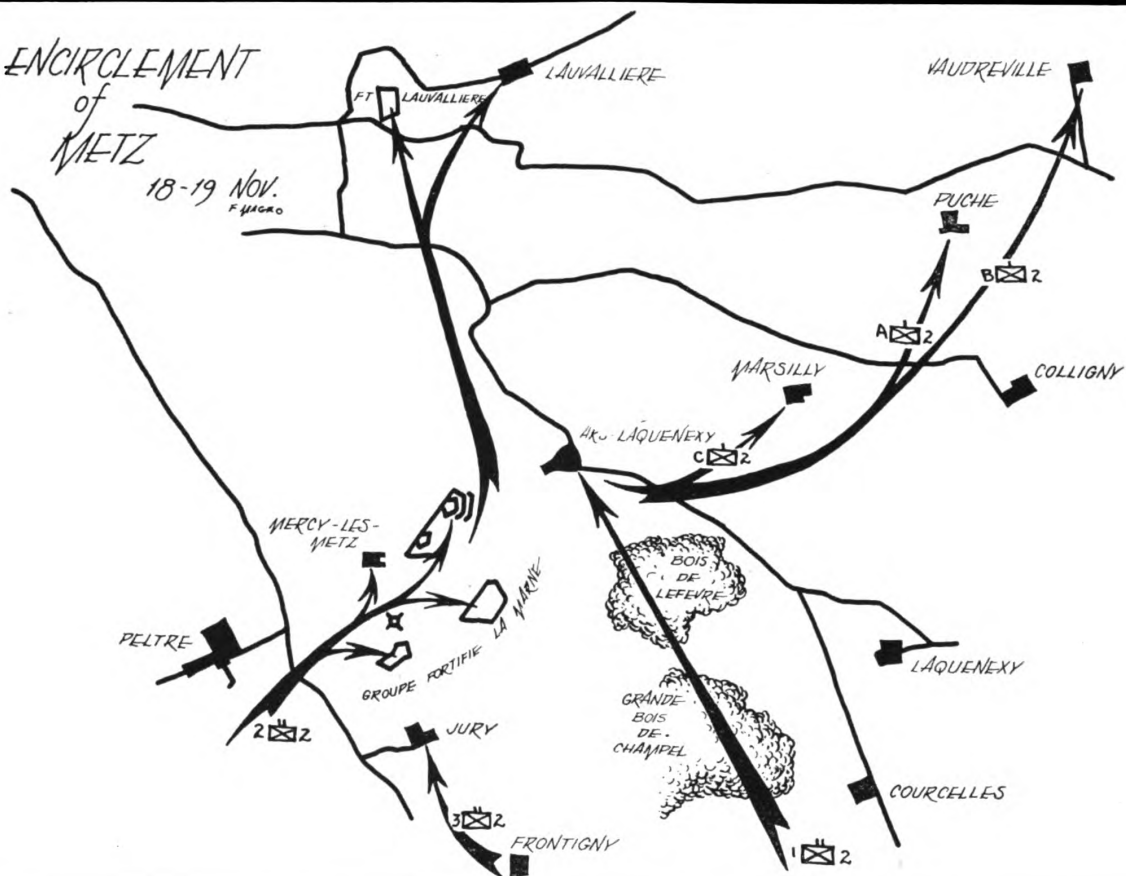 ENCIRCLEMENT
of
METZ
18-19 NOV.
F MAGRO
FT LAUVALLIERE
LAUVALLIERE
VAUDREVILLE
PUCHE
B 2
A 2
COLLIGNY
MARSILLY
ARS-LAQUENEXY
C 2
MERCY-LES-
METZ
BOIS
DE
LEFEVRE
PELTRE
GROUPE FORTIFIE LA MARNE
LAQUENEXY
GRANDE
BOIS
DE.
CHAMPEL
2 2
JURY
COURCELLES
3 2
FRONTIGNY
1 2